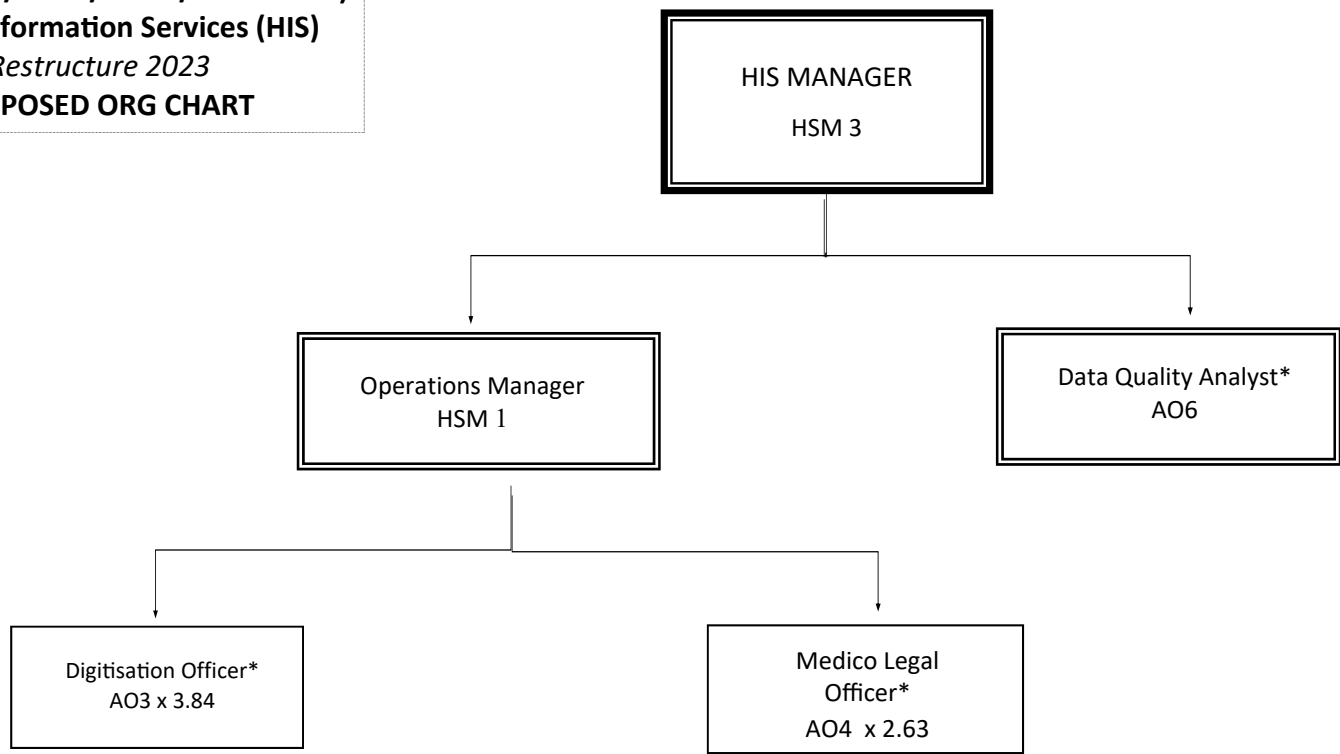 formation Services (HIS)
Restructure 2023
POSED ORG CHART
HIS MANAGER
HSM 3
Operations Manager
HSM 1
Data Quality Analyst*
AO6
Digitisation Officer*
AO3 x 3.84
Medico Legal
Officer*
AO4 x 2.63